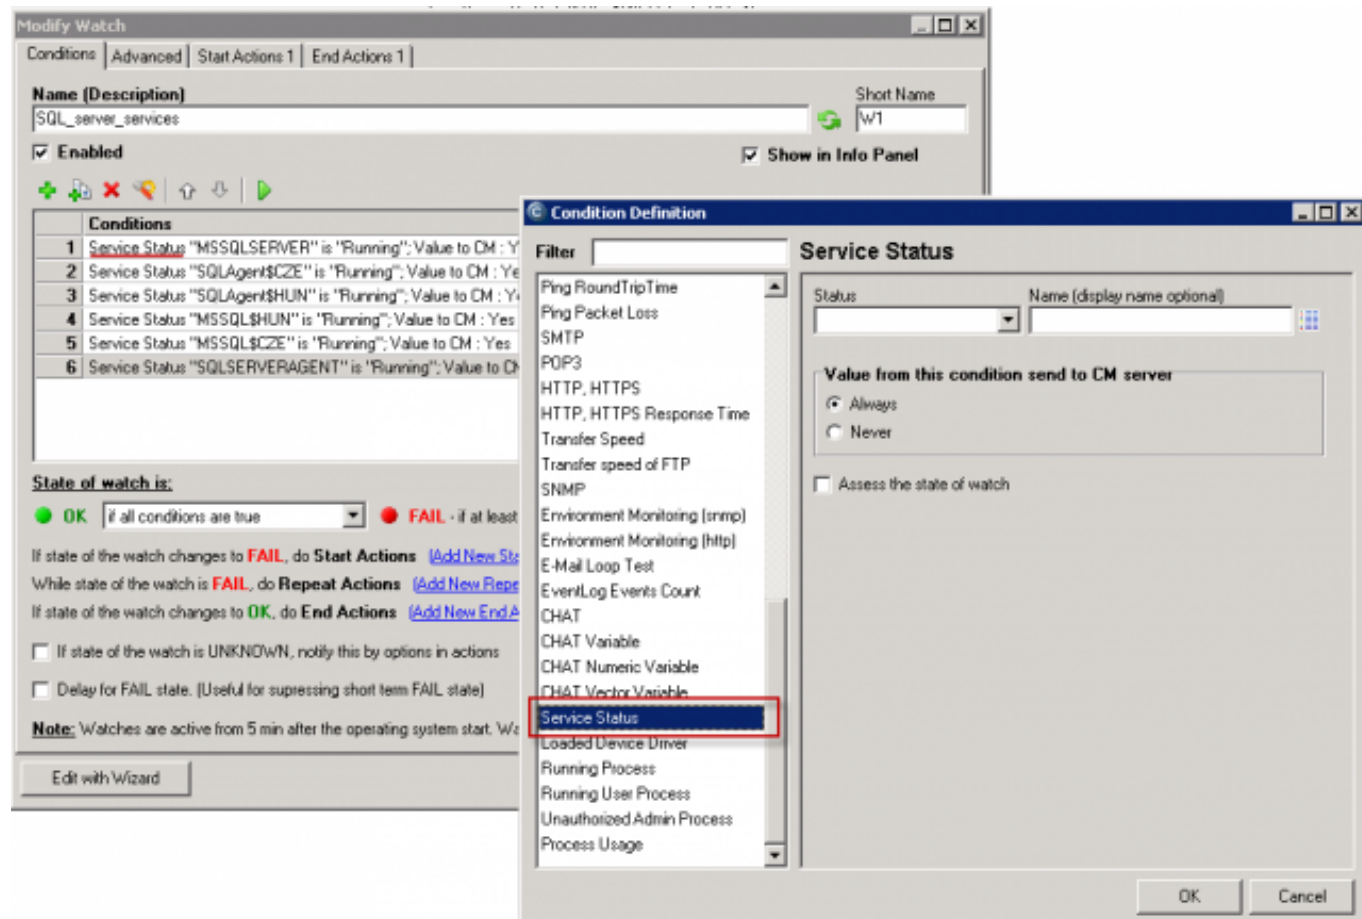 Modify Watch
Conditions Advanced Start Actions 1 End Actions 1
Name (Description)
Short Name
SQL_server_services
W1
Enabled
Show in Info Panel
Conditions
1 Service Status "MSSQLSERVER" is "Running"; Value to CM : Y
2 Service Status "SQLAgent$CZE" is "Running"; Value to CM : Ye
3 Service Status "SQLAgent$HUN" is "Running"; Value to CM : Y
4 Service Status "MSSQL$HUN" is "Running"; Value to CM : Yes
5 Service Status "MSSQL$CZE" is "Running"; Value to CM : Yes
6 Service Status "SQLSERVERAGENT" is "Running"; Value to CM
State of watch is:
OK if all conditions are true FAIL - if at least
If state of the watch changes to FAIL, do Start Actions (Add New Sta
While state of the watch is FAIL, do Repeat Actions (Add New Repe
If state of the watch changes to OK, do End Actions (Add New End A
If state of the watch is UNKNOWN, notify this by options in actions
Delay for FAIL state. (Useful for supressing short term FAIL state)
Note: Watches are active from 5 min after the operating system start. Wa
Edit with Wizard
Condition Definition
Filter
Ping RoundTripTime
Ping Packet Loss
SMTP
POP3
HTTP, HTTPS
HTTP, HTTPS Response Time
Transfer Speed
Transfer speed of FTP
SNMP
Environment Monitoring (snmp)
Environment Monitoring (http)
E-Mail Loop Test
EventLog Events Count
CHAT
CHAT Variable
CHAT Numeric Variable
CHAT Vector Variable
Service Status
Loaded Device Driver
Running Process
Running User Process
Unauthorized Admin Process
Process Usage
Service Status
Status
Name (display name optional)
Value from this condition send to CM server
Always
Never
Assess the state of watch
OK
Cancel